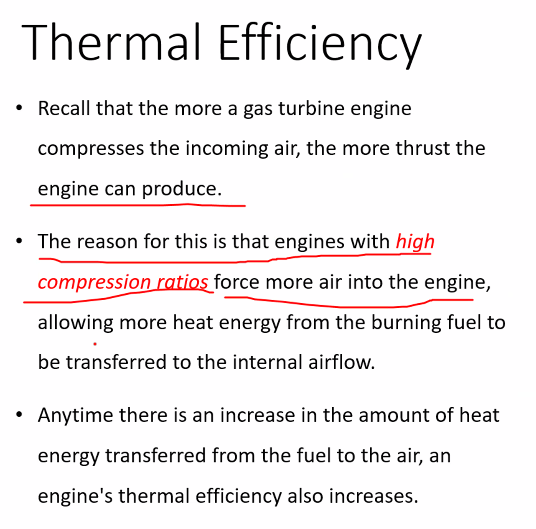 Thermal Efficiency
• Recall that the more a gas turbine engine
compresses the incoming air, the more thrust the
engine can produce.
• The reason for this is that engines with high
compression ratios force more air into the engine,
allowing more heat energy from the burning fuel to
be transferred to the internal airflow.
• Anytime there is an increase in the amount of heat
energy transferred from the fuel to the air, an
engine's thermal efficiency also increases.